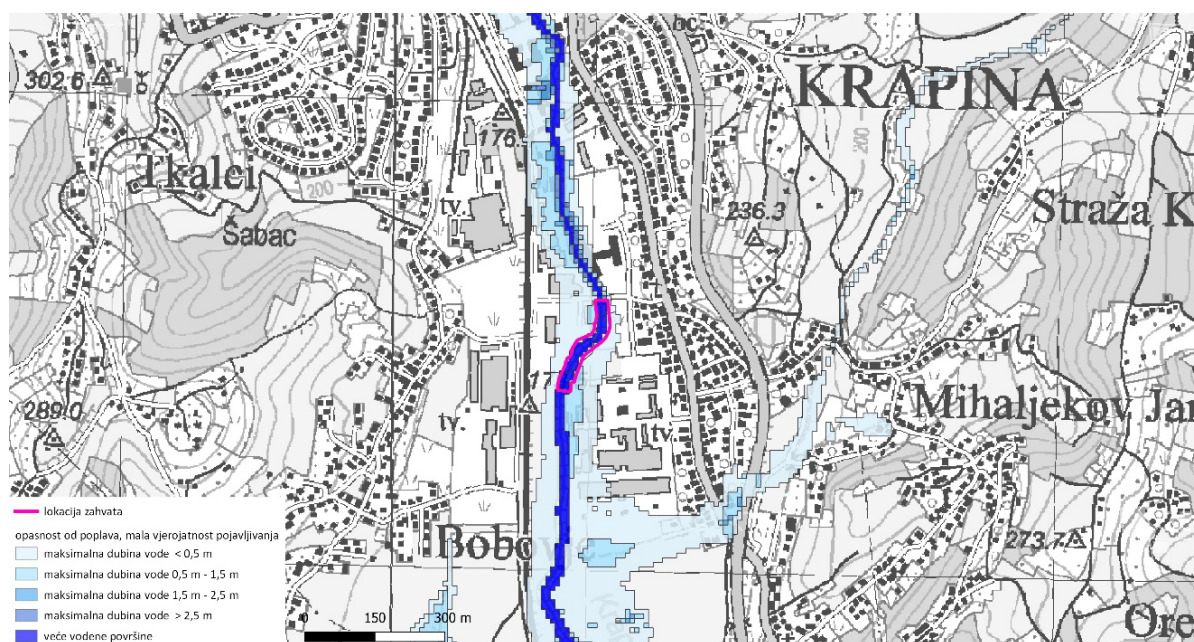 302.6
KRAPINA
176.
Tkalci
200
200
tv.
Šabac
236.3
Straža K
17
289.0
Mihaljekov Jar
tv.
tv.
lokacija zahvata
opasnost od poplava, mala vjerojatnost pojavljivanja
maksimalna dubina vode < 0,5 m
maksimalna dubina vode 0,5 m - 1,5 m
maksimalna dubina vode 1,5 m - 2,5 m
maksimalna dubina vode > 2,5 m
veće vodene površine
Bobov
273.7
0 150 300 m
Ore